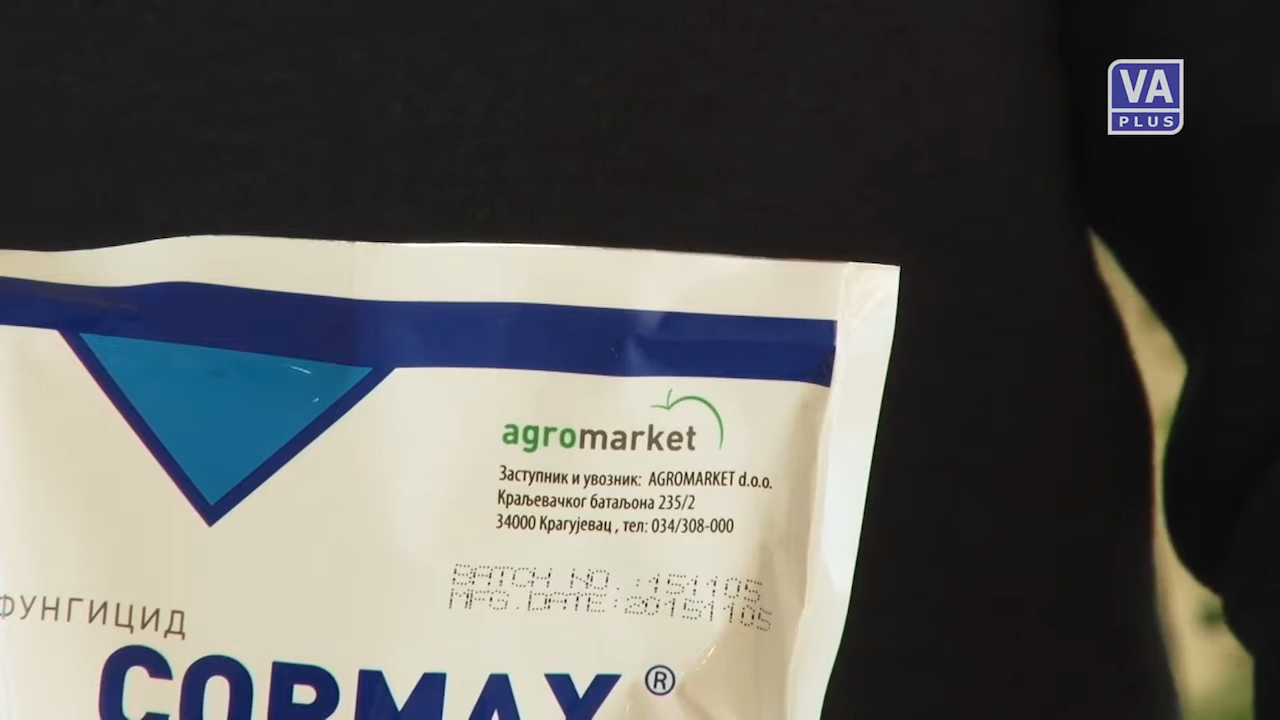 VA
PLUS
agromarket
Заступник и увозник: AGROMARKET d.o.o.
Краљевачког батаљона 235/2
34000 Крагујевац , тел: 034/308-000
BATCH NO. :151105
MFG.DATE:20151105
ФУНГИЦИД
CORMAX ®